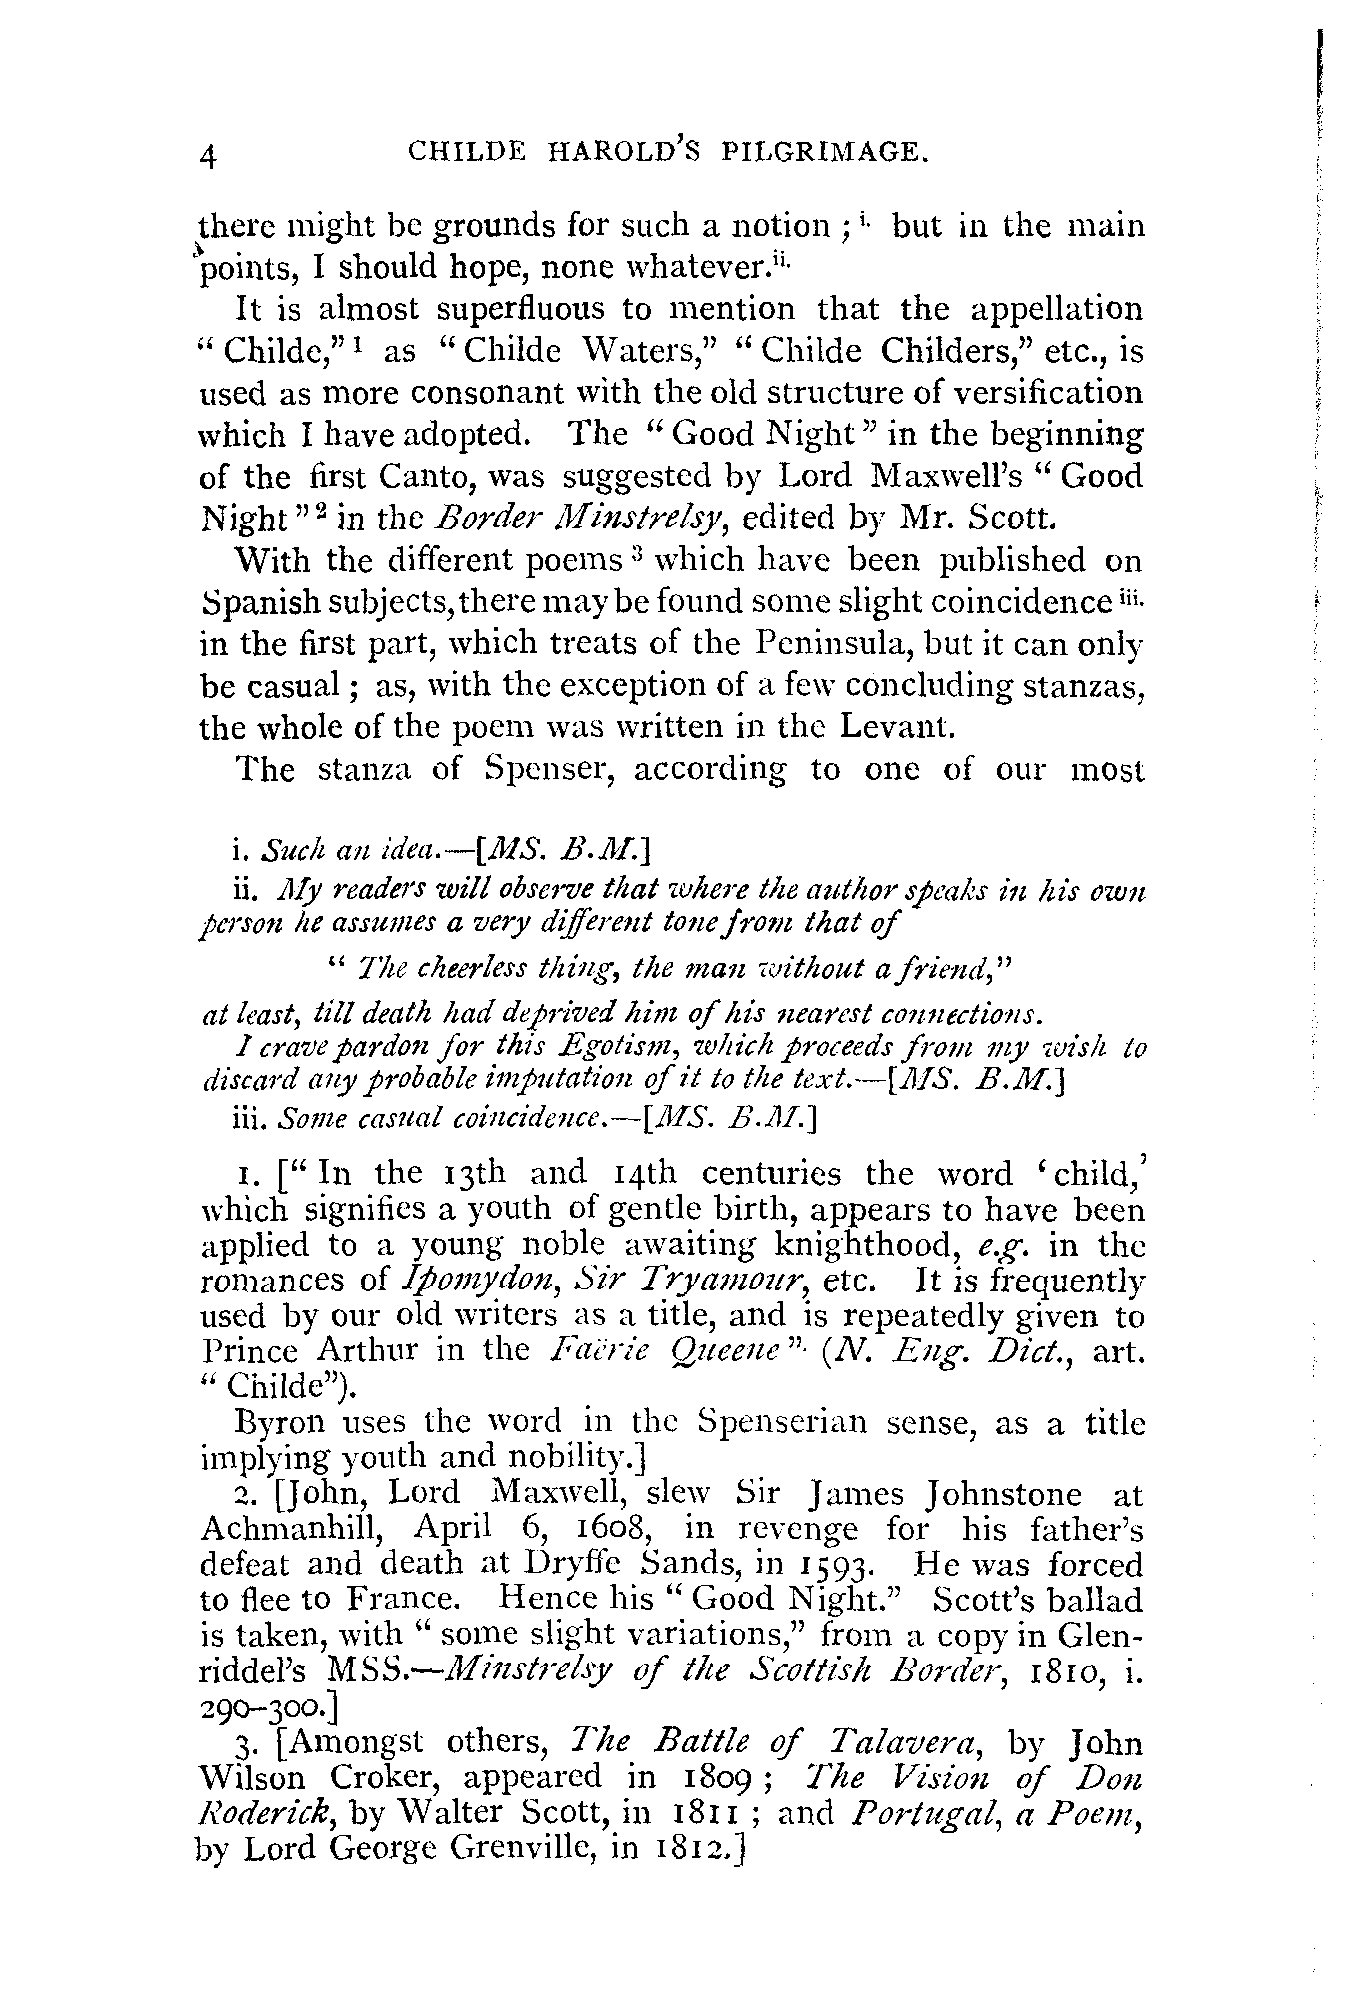 4 CHILDE HAROLD'S PILGRIMAGE.
there might be grounds for such a notion ; i. but in the main
points, I should hope, none whatever.ii.
It is almost superfluous to mention that the appellation
“ Childe,” 1 as “ Childe Waters,” “ Childe Childers,” etc., is
used as more consonant with the old structure of versification
which I have adopted. The “ Good Night ” in the beginning
of the first Canto, was suggested by Lord Maxwell's “ Good
Night ” 2 in the Border Minstrelsy, edited by Mr. Scott.
With the different poems 3 which have been published on
Spanish subjects, there may be found some slight coincidence iii.
in the first part, which treats of the Peninsula, but it can only
be casual ; as, with the exception of a few concluding stanzas,
the whole of the poem was written in the Levant.
The stanza of Spenser, according to one of our most
i. Such an idea.—[MS. B.M.]
ii. My readers will observe that where the author speaks in his own
person he assumes a very different tone from that of
“ The cheerless thing, the man without a friend,”
at least, till death had deprived him of his nearest connections.
I crave pardon for this Egotism, which proceeds from my wish to
discard any probable imputation of it to the text.—[MS. B.M.]
iii. Some casual coincidence.—[MS. B.M.]
1. [“ In the 13th and 14th centuries the word ‘ child,’
which signifies a youth of gentle birth, appears to have been
applied to a young noble awaiting knighthood, e.g. in the
romances of Ipomydon, Sir Tryamour, etc. It is frequently
used by our old writers as a title, and is repeatedly given to
Prince Arthur in the Faërie Queene ” (N. Eng. Dict., art.
“ Childe”).
Byron uses the word in the Spenserian sense, as a title
implying youth and nobility.]
2. [John, Lord Maxwell, slew Sir James Johnstone at
Achmanhill, April 6, 1608, in revenge for his father's
defeat and death at Dryffe Sands, in 1593. He was forced
to flee to France. Hence his “ Good Night.” Scott's ballad
is taken, with “ some slight variations,” from a copy in Glen-
riddel's MSS.—Minstrelsy of the Scottish Border, 1810, i.
290–300.]
3. [Amongst others, The Battle of Talavera, by John
Wilson Croker, appeared in 1809 ; The Vision of Don
Roderick, by Walter Scott, in 1811 ; and Portugal, a Poem,
by Lord George Grenville, in 1812.]